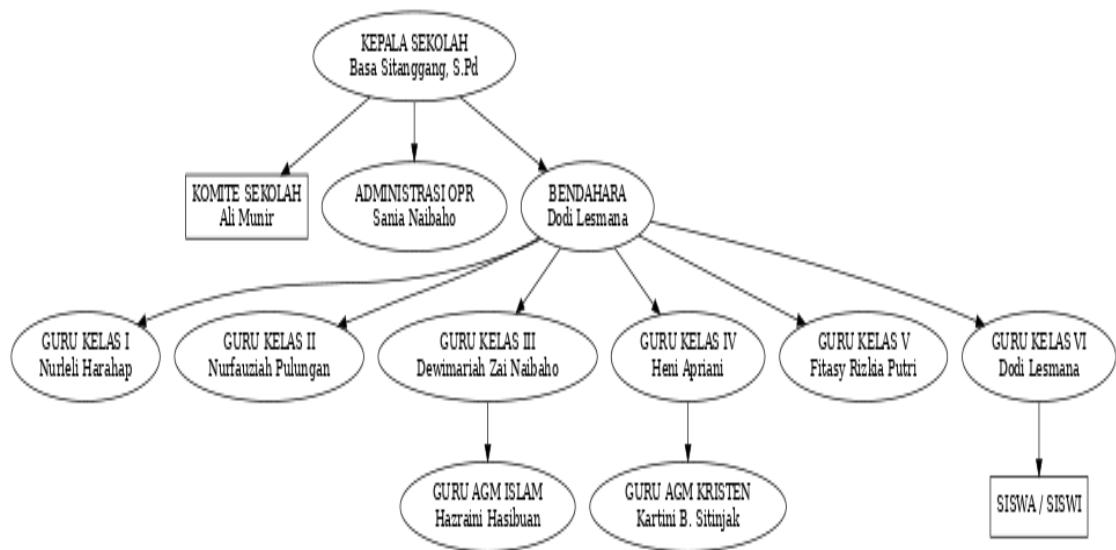 KEPALA SEKOLAH
Basa Sitanggang, S.Pd
KOMITE SEKOLAH
Ali Munir
ADMINISTRASI OPR
Sania Naibaho
BENDAHARA
Dodi Lesmana
GURU KELAS I
Nurleli Harahap
GURU KELAS II
Nurfauziah Pulungan
GURU KELAS III
Dewimariah Zai Naibaho
GURU KELAS IV
Heni Apriani
GURU KELAS V
Fitasy Rizkia Putri
GURU KELAS VI
Dodi Lesmana
GURU AGM ISLAM
Hazraini Hasibuan
GURU AGM KRISTEN
Kartini B. Sitinjak
SISWA / SISWI